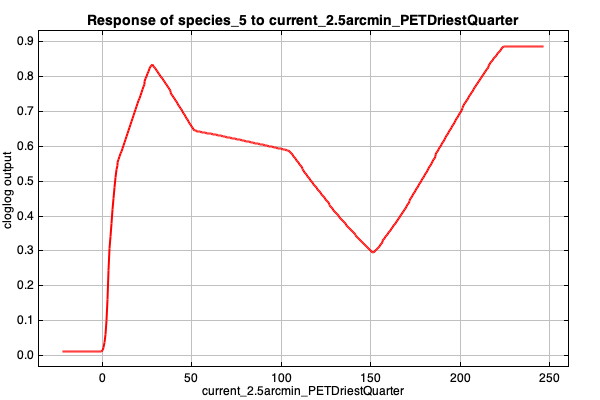 Response of species_5 to current_2.5arcmin_PETDriestQuarter
0.9
0.8
0.7
0.6
0.5
0.4
0.3
0.2
0.1
0.0
cloglog output
0 50 100 150 200 250
current_2.5arcmin_PETDriestQuarter